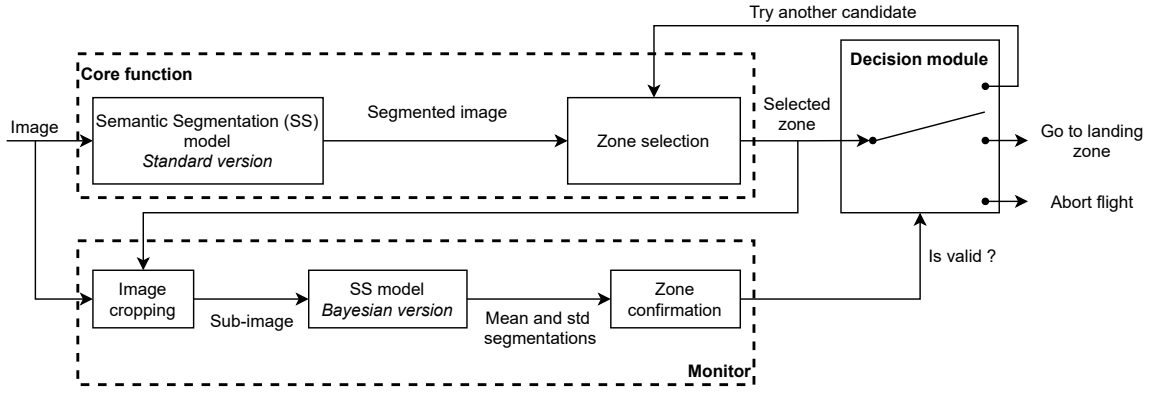 Try another candidate
Core function
Decision module
Image
Semantic Segmentation (SS)
model
Standard version
Segmented image
Zone selection
Selected
zone
Go to landing
zone
Abort flight
Is valid ?
Image
cropping
Sub-image
SS model
Bayesian version
Mean and std
segmentations
Zone
confirmation
Monitor